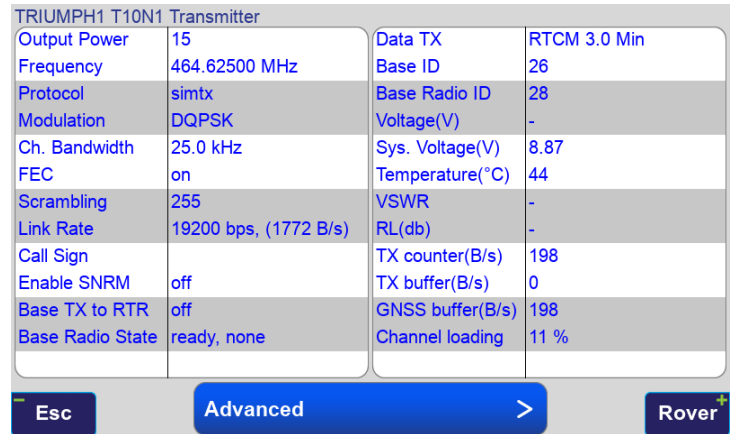 TRIUMPH1 T10N1 Transmitter
Output Power 15 Data TX RTCM 3.0 Min
Frequency 464.62500 MHz Base ID 26
Protocol simtx Base Radio ID 28
Modulation DQPSK Voltage(V) -
Ch. Bandwidth 25.0 kHz Sys. Voltage(V) 8.87
FEC on Temperature(°C) 44
Scrambling 255 VSWR -
Link Rate 19200 bps, (1772 B/s) RL(db) -
Call Sign TX counter(B/s) 198
Enable SNRM off TX buffer(B/s) 0
Base TX to RTR off GNSS buffer(B/s) 198
Base Radio State ready, none Channel loading 11 %
- Esc Advanced > Rover +